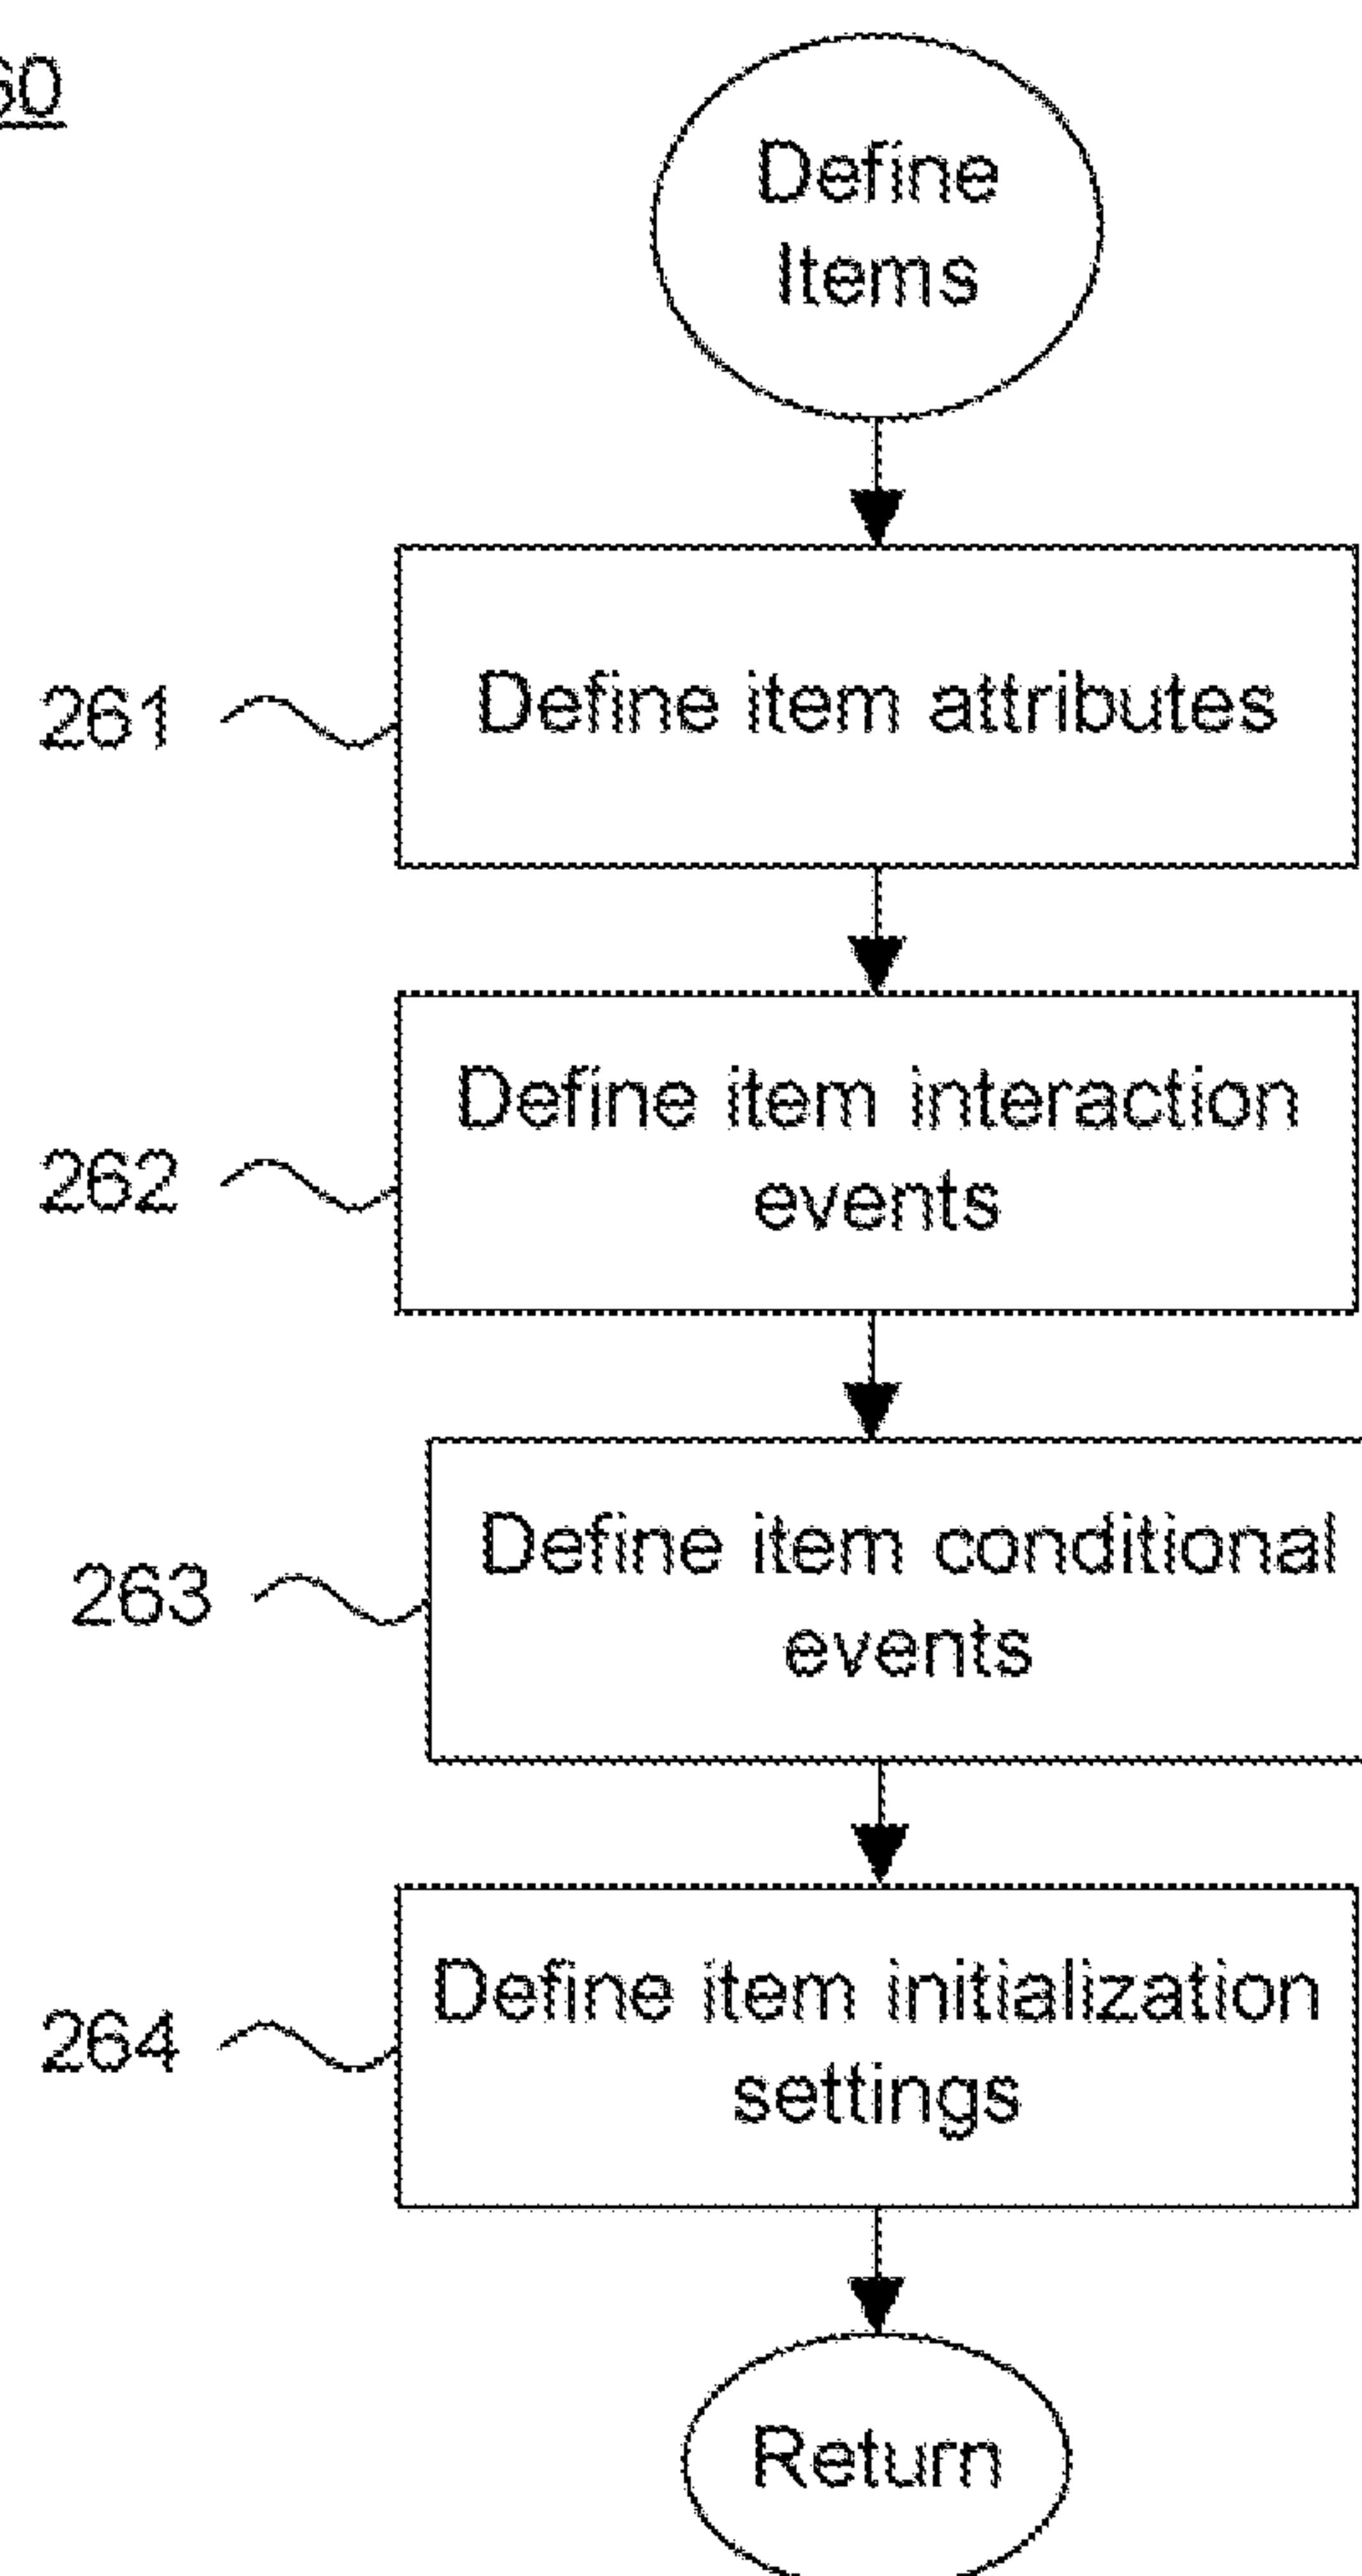 60
Define
Items
261
Define item attributes
262
Define item interaction
events
263
Define item conditional
events
264
Define item initialization
settings
Return